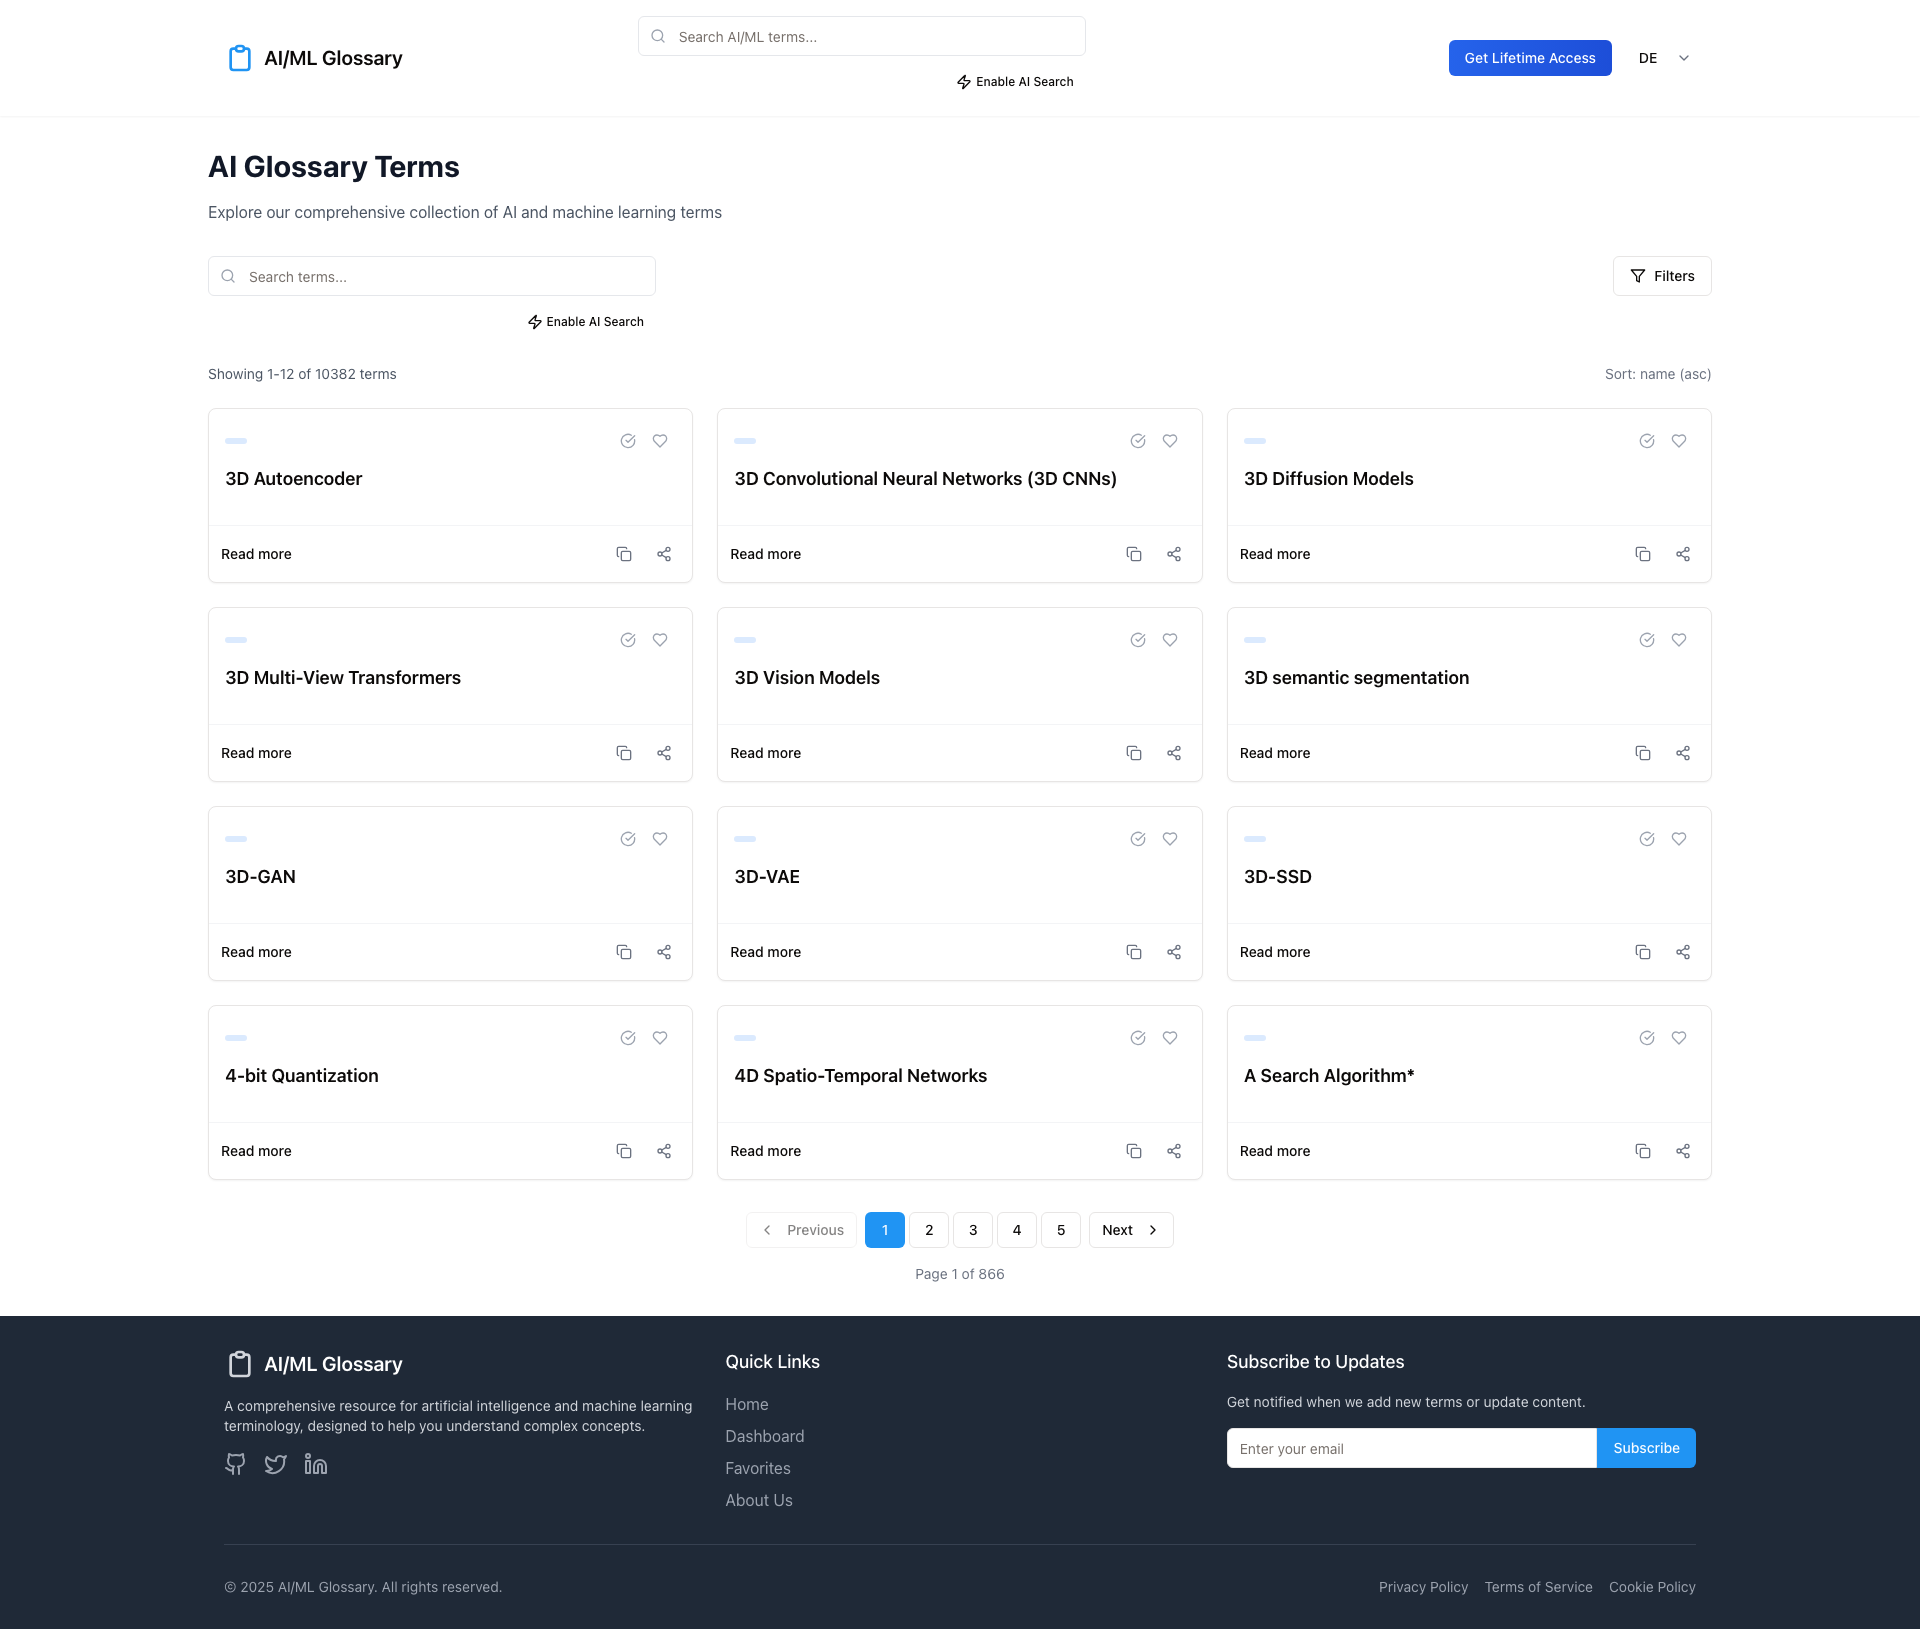 AI/ML Glossary
Search AI/ML terms...
Enable AI Search
Get Lifetime Access
DE
AI Glossary Terms
Explore our comprehensive collection of AI and machine learning terms
Search terms...
Filters
Enable AI Search
Showing 1-12 of 10382 terms
Sort: name (asc)
3D Autoencoder
3D Convolutional Neural Networks (3D CNNs)
3D Diffusion Models
Read more
Read more
Read more
3D Multi-View Transformers
3D Vision Models
3D semantic segmentation
Read more
Read more
Read more
3D-GAN
3D-VAE
3D-SSD
Read more
Read more
Read more
4-bit Quantization
4D Spatio-Temporal Networks
A Search Algorithm*
Read more
Read more
Read more
Previous 1 2 3 4 5 Next
Page 1 of 866
AI/ML Glossary
A comprehensive resource for artificial intelligence and machine learning
terminology, designed to help you understand complex concepts.
Quick Links
Home
Dashboard
Favorites
About Us
Subscribe to Updates
Get notified when we add new terms or update content.
Enter your email
Subscribe
© 2025 AI/ML Glossary. All rights reserved.
Privacy Policy Terms of Service Cookie Policy